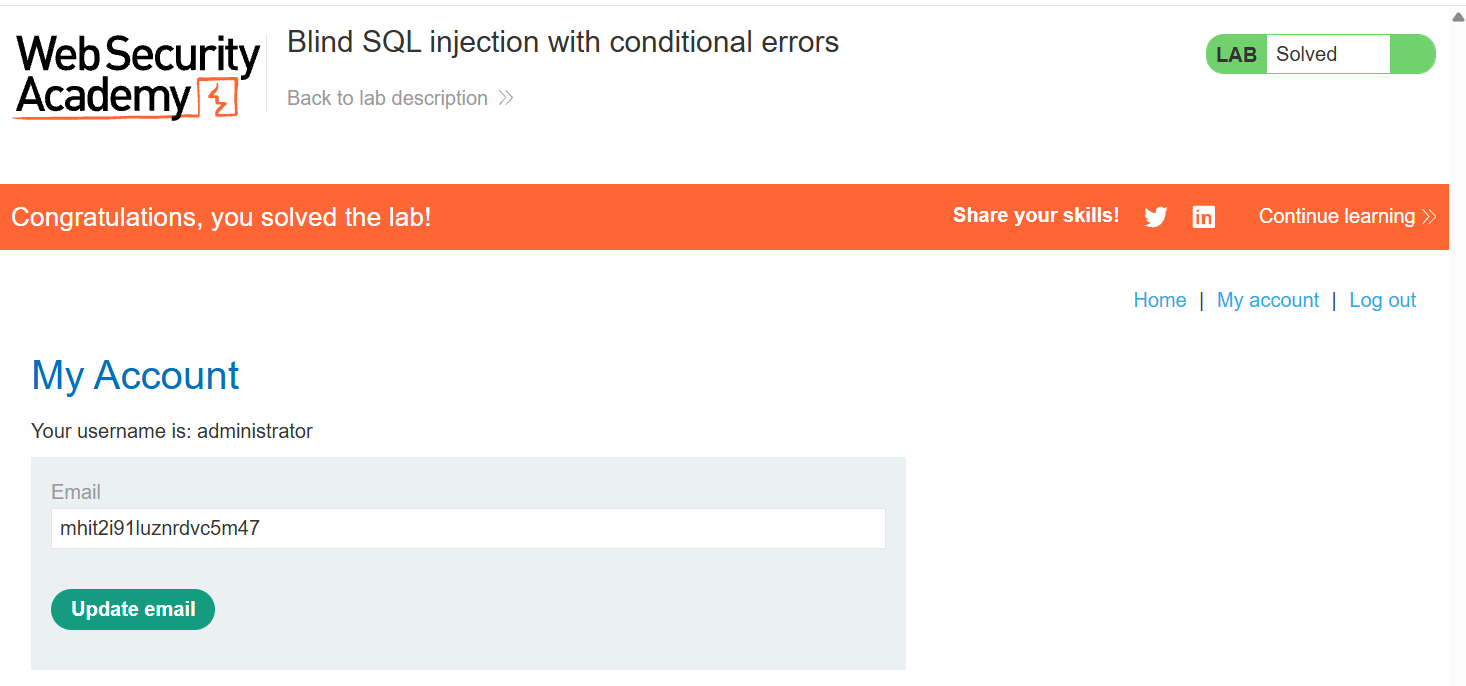 Web Security
Academy
Blind SQL injection with conditional errors
Back to lab description
LAB Solved
Congratulations, you solved the lab!
Share your skills!
Continue learning
Home | My account | Log out
My Account
Your username is: administrator
Email
mhit2i91luznrdvc5m47
Update email